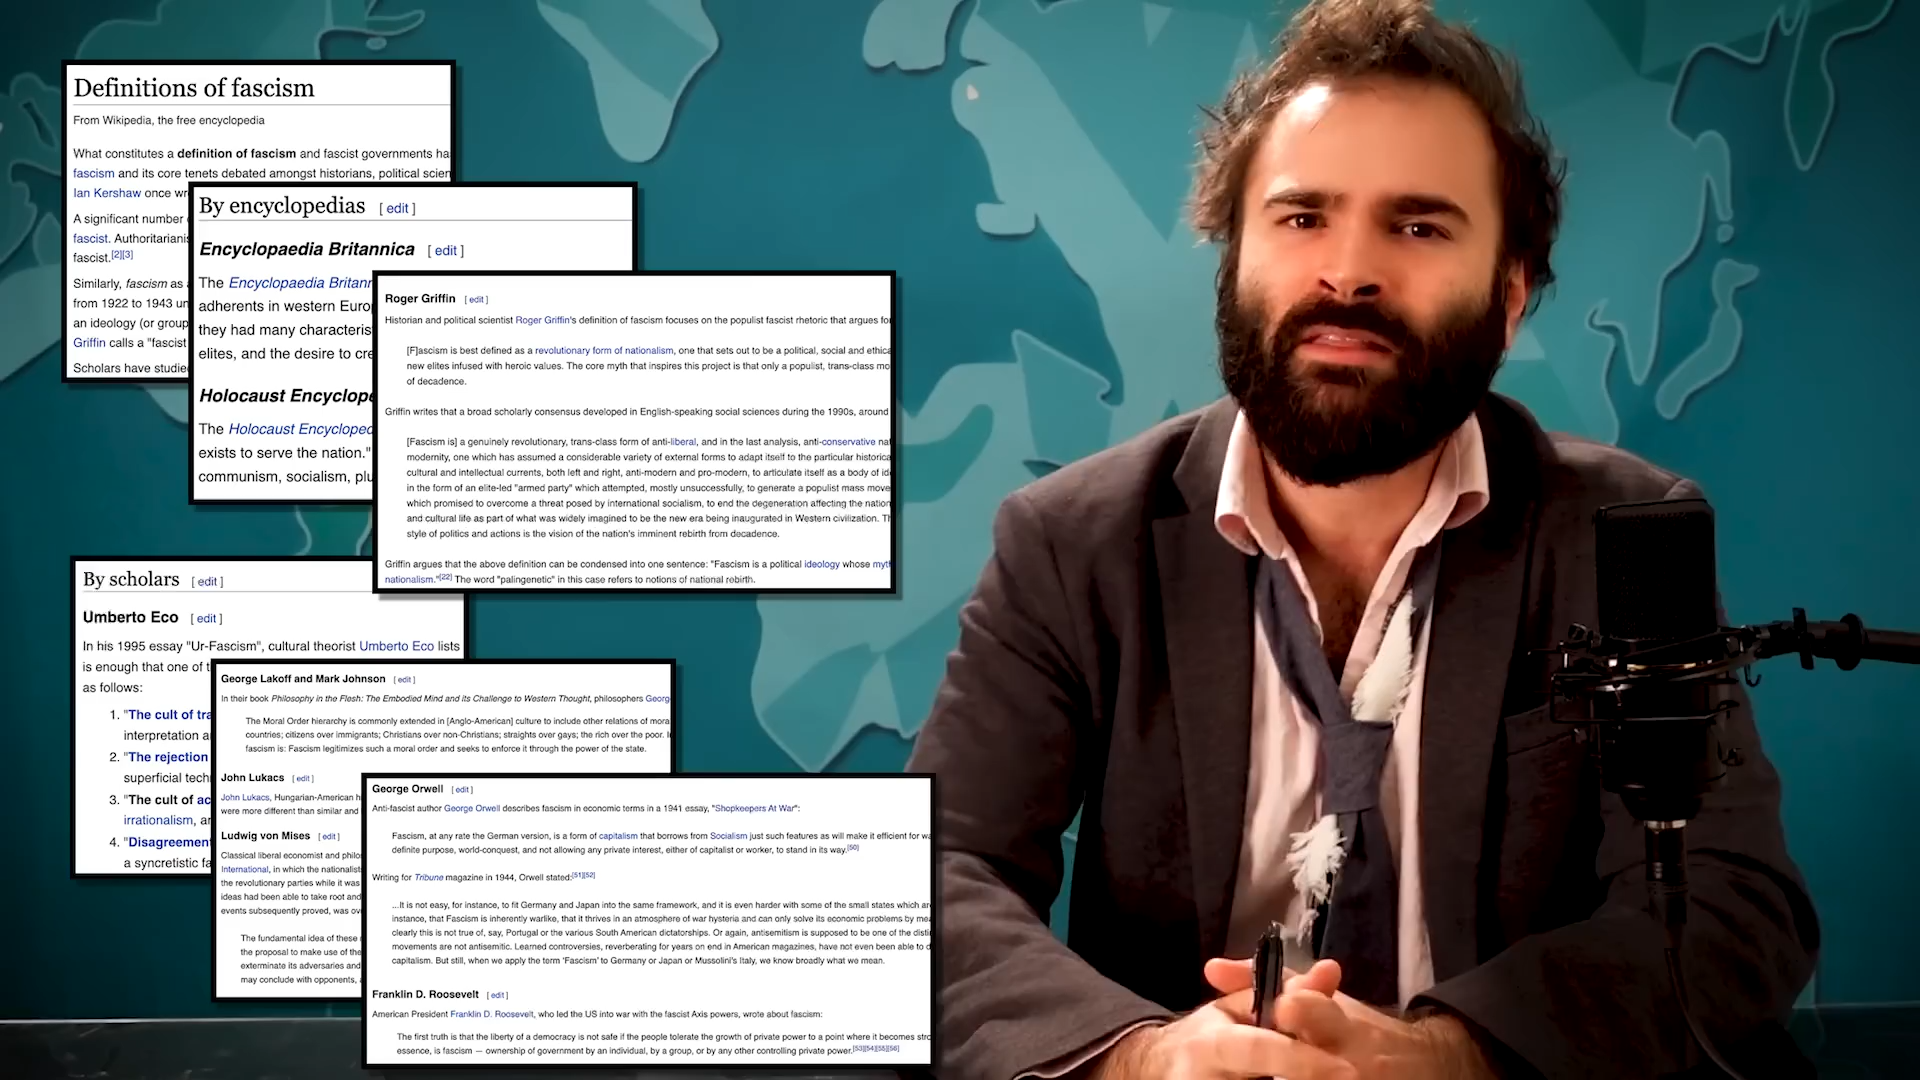 Definitions of fascism
From Wikipedia, the free encyclopedia
What constitutes a definition of fascism and fascist governments ha
fascism and its core tenets debated amongst historians, political scien
Ian Kershaw once wr
A significant number
fascist. Authoritarianis
fascist.[2][3]
Similarly, fascism as
from 1922 to 1943 un
an ideology (or group
Griffin calls a "fascist
Scholars have studie
By encyclopedias [ edit ]
Encyclopaedia Britannica [ edit ]
The Encyclopaedia Britann
adherents in western Euro
they had many characteris
elites, and the desire to cre
Holocaust Encyclope
The Holocaust Encycloped
exists to serve the nation."
communism, socialism, plu
Roger Griffin [ edit ]
Historian and political scientist Roger Griffin's definition of fascism focuses on the populist fascist rhetoric that argues for
[F]ascism is best defined as a revolutionary form of nationalism, one that sets out to be a political, social and ethica
new elites infused with heroic values. The core myth that inspires this project is that only a populist, trans-class mo
of decadence.
Griffin writes that a broad scholarly consensus developed in English-speaking social sciences during the 1990s, around
[Fascism is] a genuinely revolutionary, trans-class form of anti-liberal, and in the last analysis, anti-conservative nat
modernity, one which has assumed a considerable variety of external forms to adapt itself to the particular historica
cultural and intellectual currents, both left and right, anti-modern and pro-modern, to articulate itself as a body of ide
in the form of an elite-led "armed party" which attempted, mostly unsuccessfully, to generate a populist mass move
which promised to overcome a threat posed by international socialism, to end the degeneration affecting the nation
and cultural life as part of what was widely imagined to be the new era being inaugurated in Western civilization. Th
style of politics and actions is the vision of the nation's imminent rebirth from decadence.
Griffin argues that the above definition can be condensed into one sentence: "Fascism is a political ideology whose myth
nationalism."[22] The word "palingenetic" in this case refers to notions of national rebirth.
By scholars [ edit ]
Umberto Eco [ edit ]
In his 1995 essay "Ur-Fascism", cultural theorist Umberto Eco lists
is enough that one of t
as follows:
1. "The cult of tra
interpretation a
2. "The rejection
superficial tech
3. "The cult of ac
irrationalism, an
4. "Disagreement
a syncretistic fa
George Lakoff and Mark Johnson [ edit ]
In their book Philosophy in the Flesh: The Embodied Mind and its Challenge to Western Thought, philosophers Georg
The Moral Order hierarchy is commonly extended in [Anglo-American] culture to include other relations of mora
countries; citizens over immigrants; Christians over non-Christians; straights over gays; the rich over the poor. I
fascism is: Fascism legitimizes such a moral order and seeks to enforce it through the power of the state.
John Lukacs [ edit ]
John Lukacs, Hungarian-American h
were more different than similar and
Ludwig von Mises [ edit ]
Classical liberal economist and philos
International, in which the nationalist
the revolutionary parties while it was
ideas had been able to take root and
events subsequently proved, was ov
The fundamental idea of these
the proposal to make use of the
exterminate its adversaries and
may conclude with opponents,
George Orwell [ edit ]
Anti-fascist author George Orwell describes fascism in economic terms in a 1941 essay, "Shopkeepers At War":
Fascism, at any rate the German version, is a form of capitalism that borrows from Socialism just such features as will make it efficient for wa
definite purpose, world-conquest, and not allowing any private interest, either of capitalist or worker, to stand in its way.[50]
Writing for Tribune magazine in 1944, Orwell stated:[51][52]
...It is not easy, for instance, to fit Germany and Japan into the same framework, and it is even harder with some of the small states which are
instance, that Fascism is inherently warlike, that it thrives in an atmosphere of war hysteria and can only solve its economic problems by mea
clearly this is not true of, say, Portugal or the various South American dictatorships. Or again, antisemitism is supposed to be one of the disti
movements are not antisemitic. Learned controversies, reverberating for years on end in American magazines, have not even been able to d
capitalism. But still, when we apply the term 'Fascism' to Germany or Japan or Mussolini's Italy, we know broadly what we mean.
Franklin D. Roosevelt [ edit ]
American President Franklin D. Roosevelt, who led the US into war with the fascist Axis powers, wrote about fascism:
The first truth is that the liberty of a democracy is not safe if the people tolerate the growth of private power to a point where it becomes stro
essence, is fascism — ownership of government by an individual, by a group, or by any other controlling private power.[53][54][55][56]